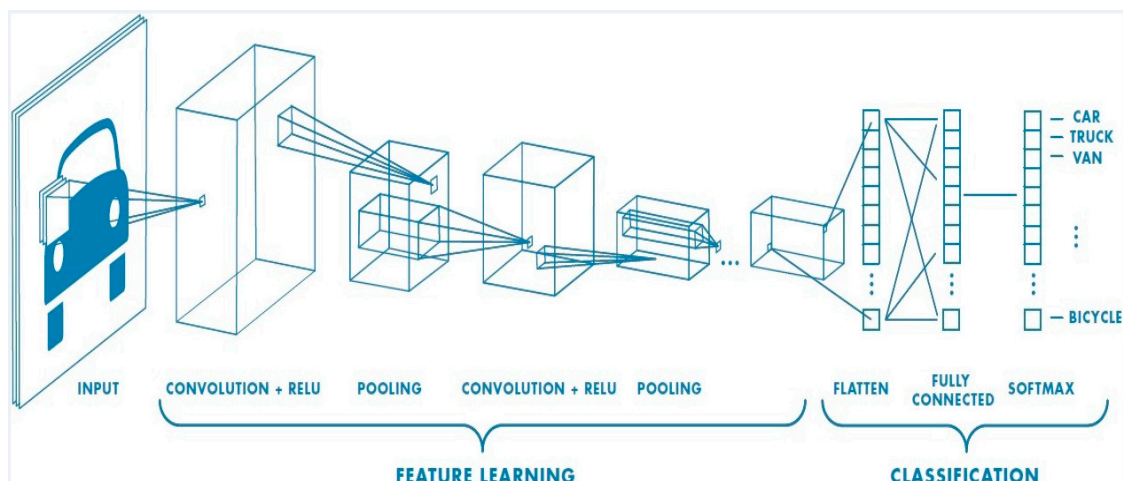 CAR
TRUCK
VAN
BICYCLE
INPUT
CONVOLUTION + RELU
POOLING
CONVOLUTION + RELU
POOLING
FLATTEN
FULLY
CONNECTED
SOFTMAX
FEATURE LEARNING
CLASSIFICATION